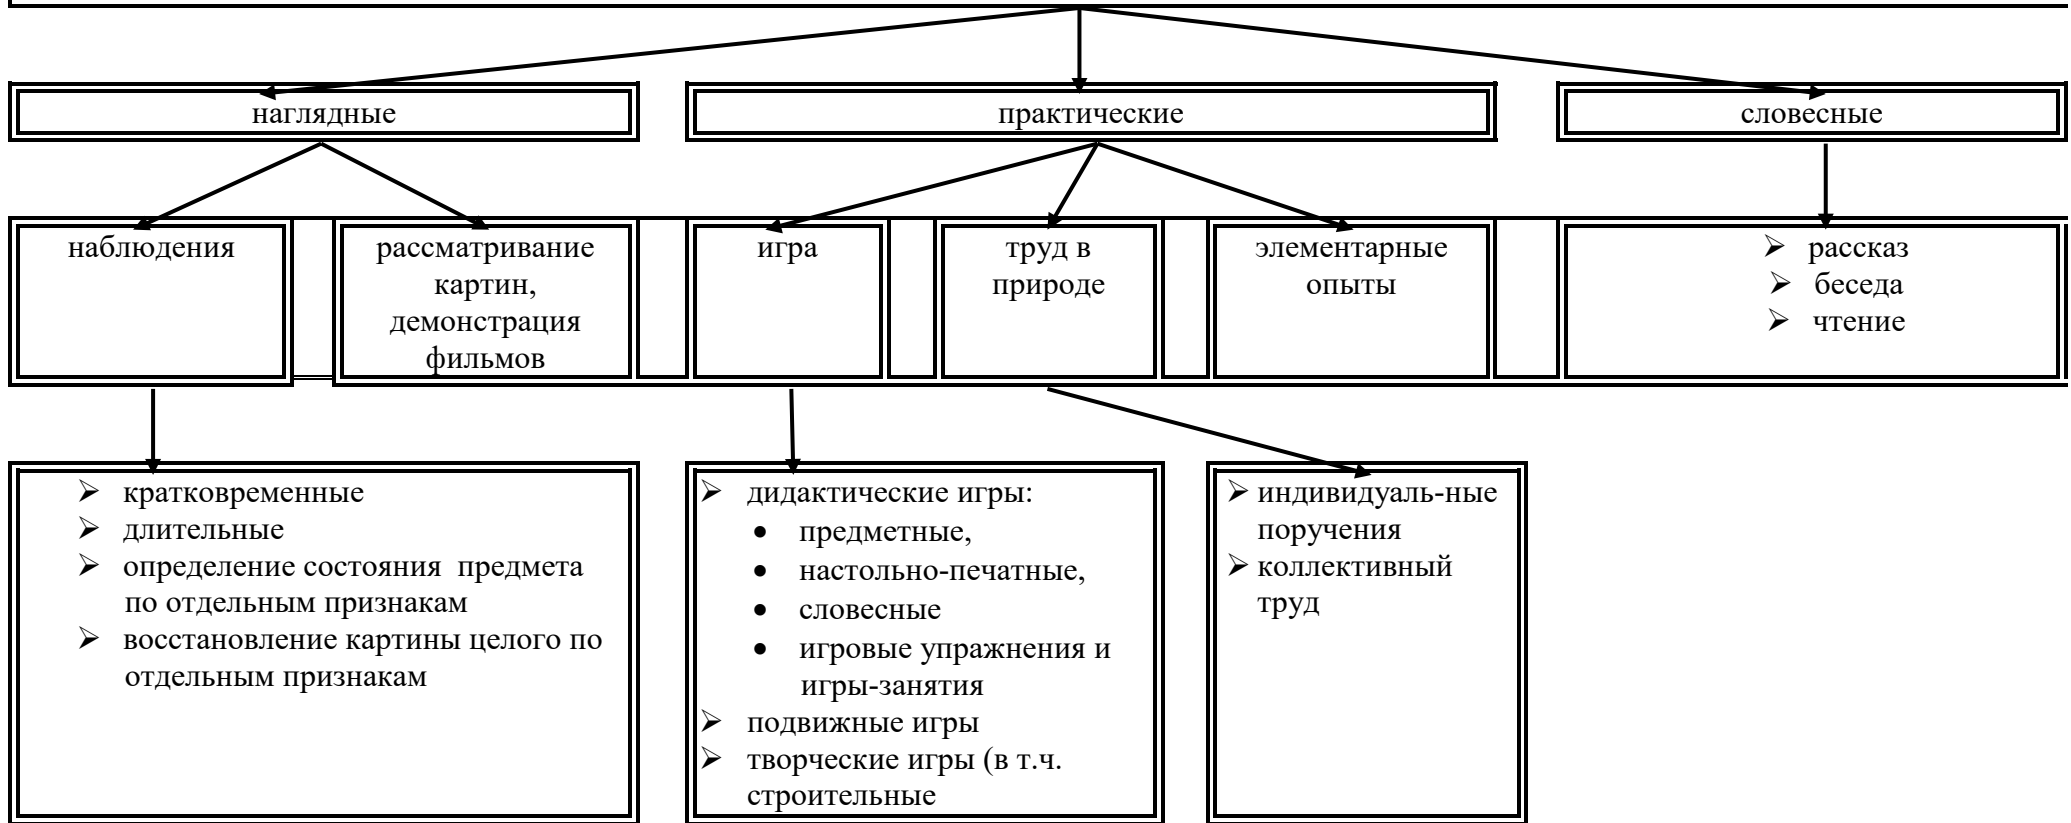 наглядные
практические
словесные
наблюдения
рассматривание
картин,
демонстрация
фильмов
игра
труд в
природе
элементарные
опыты
➢ рассказ
➢ беседа
➢ чтение
➢ кратковременные
➢ длительные
➢ определение состояния предмета
по отдельным признакам
➢ восстановление картины целого по
отдельным признакам
➢ дидактические игры:
• предметные,
• настольно-печатные,
• словесные
• игровые упражнения и
игры-занятия
➢ подвижные игры
➢ творческие игры (в т.ч.
строительные
➢ индивидуаль-ные
поручения
➢ коллективный
труд